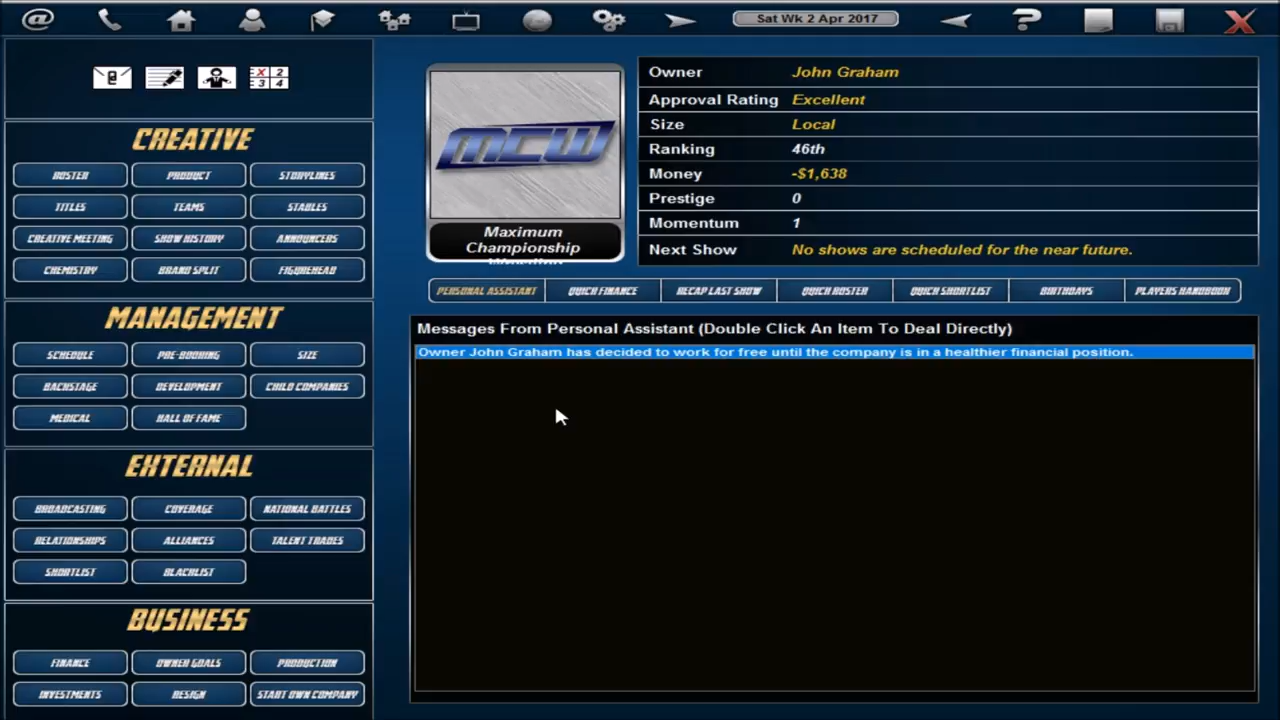 Sat Wk 2 Apr 2017
X 2
3 4
CREATIVE
ROSTER PRODUCT STORYLINES
TITLES TEAMS STABLES
CREATIVE MEETING SHOW HISTORY ANNOUNCERS
CHEMISTRY BRAND SPLIT FIGUREHEAD
MANAGEMENT
SCHEDULE PRE-BOOKING SIZE
BACKSTAGE DEVELOPMENT CHILD COMPANIES
MEDICAL HALL OF FAME
EXTERNAL
BROADCASTING COVERAGE NATIONAL BATTLES
RELATIONSHIPS ALLIANCES TALENT TRADES
SHORTLIST BLACKLIST
BUSINESS
FINANCE OWNER GOALS PRODUCTION
INVESTMENTS RESIGN START OWN COMPANY
MCW
Maximum
Championship
Wrestling
Owner John Graham
Approval Rating Excellent
Size Local
Ranking 46th
Money -$1,638
Prestige 0
Momentum 1
Next Show No shows are scheduled for the near future.
PERSONAL ASSISTANT QUICK FINANCE RECAP LAST SHOW QUICK ROSTER QUICK SHORTLIST BIRTHDAYS PLAYERS HANDBOOK
Messages From Personal Assistant (Double Click An Item To Deal Directly)
Owner John Graham has decided to work for free until the company is in a healthier financial position.